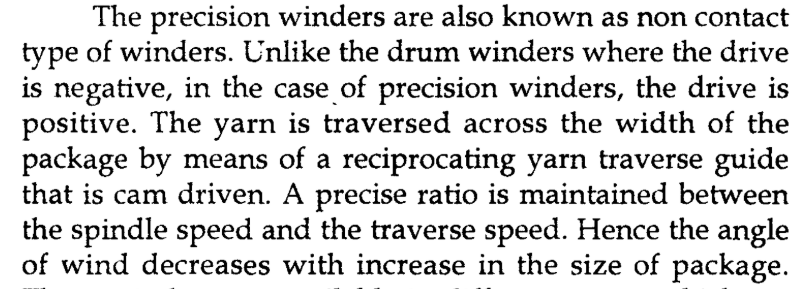 The precision winders are also known as non contact
type of winders. Unlike the drum winders where the drive
is negative, in the case of precision winders, the drive is
positive. The yarn is traversed across the width of the
package by means of a reciprocating yarn traverse guide
that is cam driven. A precise ratio is maintained between
the spindle speed and the traverse speed. Hence the angle
of wind decreases with increase in the size of package.